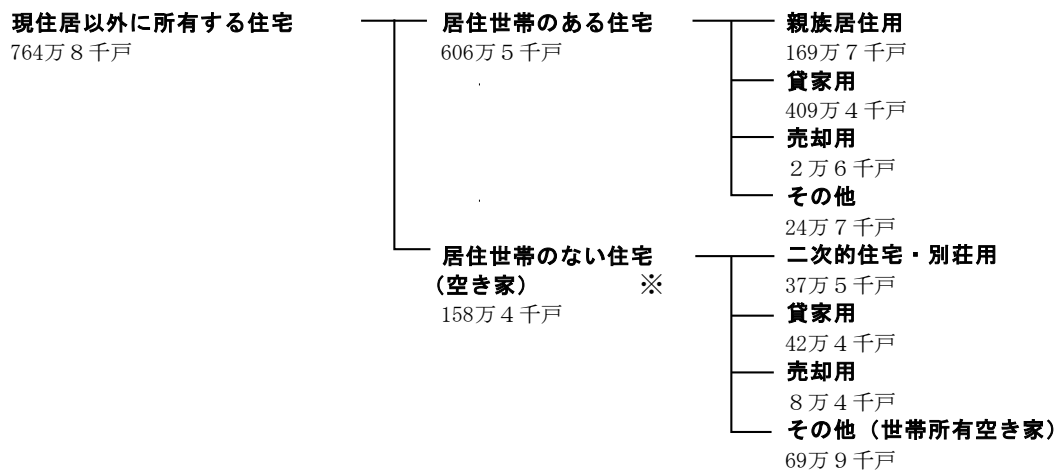 現住居以外に所有する住宅
764万８千戸
居住世帯のある住宅
606万５千戸
親族居住用
169万７千戸
貸家用
409万４千戸
売却用
２万６千戸
その他
24万７千戸
居住世帯のない住宅
(空き家) ※
158万４千戸
二次的住宅・別荘用
37万５千戸
貸家用
42万４千戸
売却用
８万４千戸
その他（世帯所有空き家）
69万９千戸